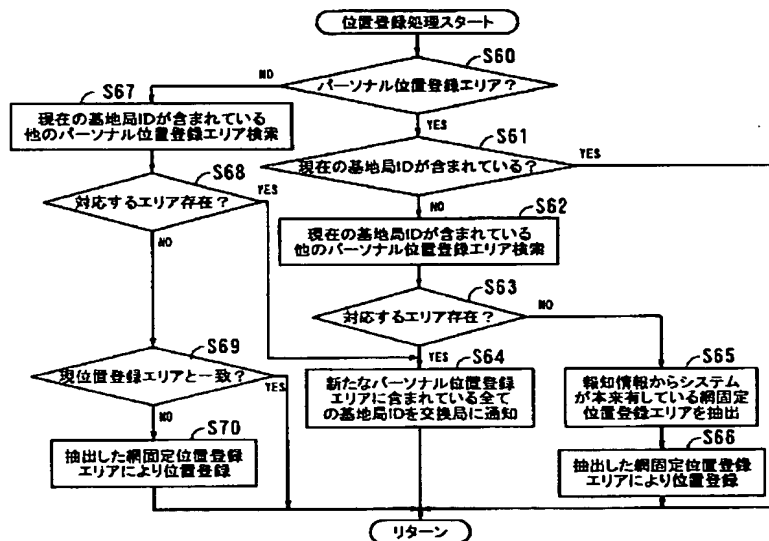 位置登録処理スタート
S60
パーソナル位置登録エリア?
NO
YES
S67
現在の基地局IDが含まれている
他のパーソナル位置登録エリア検索
S61
現在の基地局IDが含まれている?
YES
NO
S68
対応するエリア存在?
YES
NO
S62
現在の基地局IDが含まれている
他のパーソナル位置登録エリア検索
S63
対応するエリア存在?
NO
YES
S69
現位置登録エリアと一致?
YES
NO
S64
新たなパーソナル位置登録
エリアに含まれている全て
の基地局IDを交換局に通知
S65
報知情報からシステム
が本来有している網固定
位置登録エリアを抽出
S70
抽出した網固定位置登録
エリアにより位置登録
S66
抽出した網固定位置登録
エリアにより位置登録
リターン